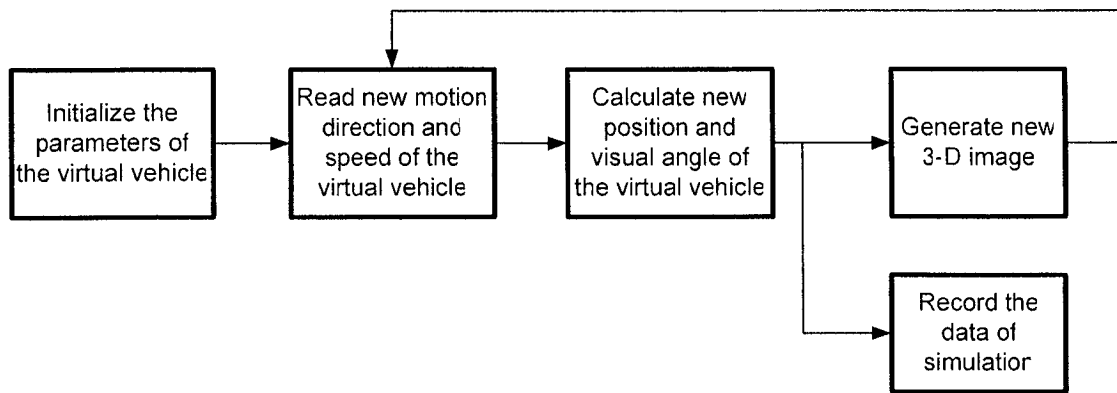 Initialize the
parameters of
the virtual vehicle
Read new motion
direction and
speed of the
virtual vehicle
Calculate new
position and
visual angle of
the virtual vehicle
Generate new
3-D image
Record the
data of
simulation